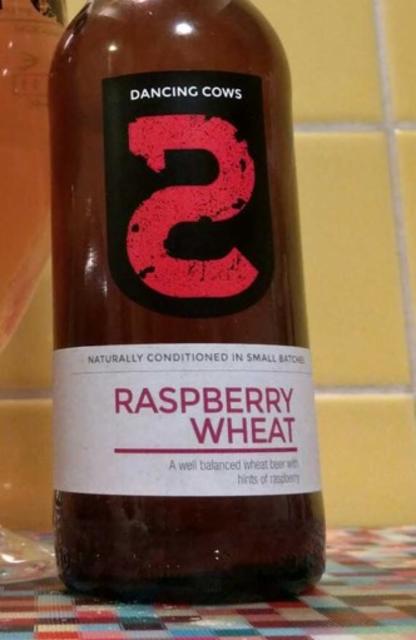 DANCING COWS
NATURALLY CONDITIONED IN SMALL BATCHES
RASPBERRY
WHEAT
A well balanced wheat beer with
hints of raspberry